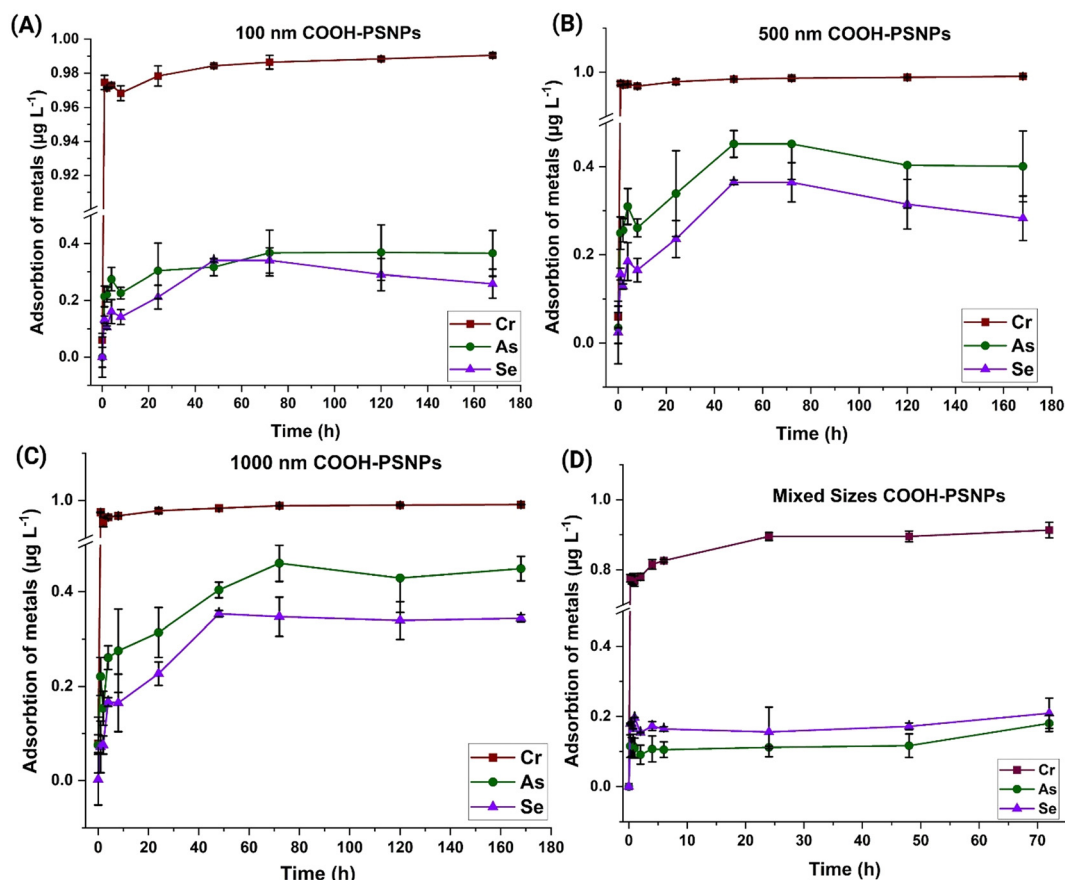 (A)
100 nm COOH-PSNPs
Adsorbtion of metals (µg L⁻¹)
1.00
0.98
0.96
0.94
0.92
0.4
0.2
0.0
Cr
As
Se
0 20 40 60 80 100 120 140 160 180
Time (h)
(B)
500 nm COOH-PSNPs
Adsorbtion of metals (µg L⁻¹)
1.0
0.4
0.2
0.0
Cr
As
Se
0 20 40 60 80 100 120 140 160 180
Time (h)
(C)
1000 nm COOH-PSNPs
Adsorbtion of metals (µg L⁻¹)
1.0
0.4
0.2
0.0
Cr
As
Se
0 20 40 60 80 100 120 140 160 180
Time (h)
(D)
Mixed Sizes COOH-PSNPs
Adsorbtion of metals (µg L⁻¹)
1.0
0.8
0.4
0.2
0.0
Cr
As
Se
0 10 20 30 40 50 60 70
Time (h)